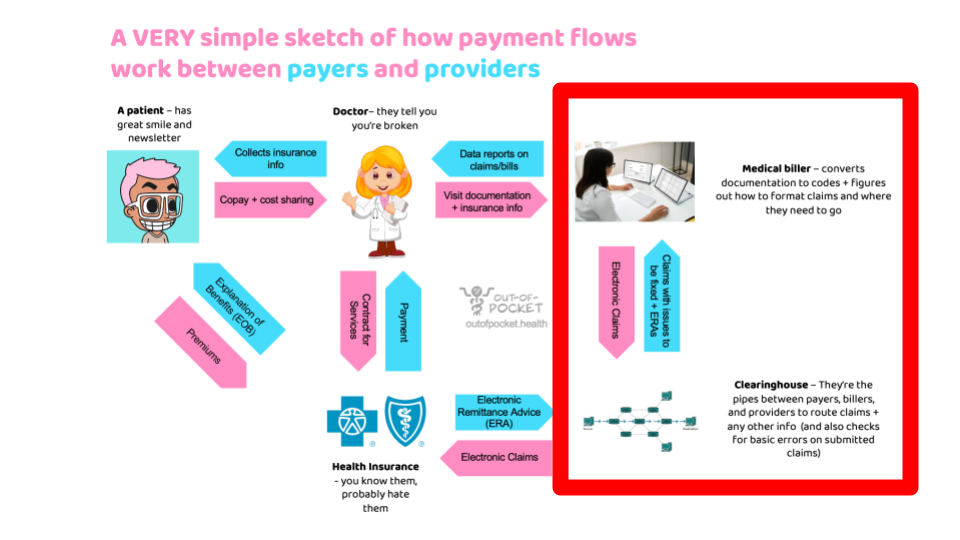 A VERY simple sketch of how payment flows
work between payers and providers
A patient – has
great smile and
newsletter
Collects insurance
info
Copay + cost sharing
Doctor– they tell you
you're broken
Data reports on
claims/bills
Visit documentation
+ insurance info
Medical biller – converts
documentation to codes + figures
out how to format claims and where
they need to go
Explanation of
Benefits (EOB)
Premiums
Contract for
Services
Payment
OUT-OF-
POCKET
outofpocket.health
Electronic Claims
Claims with issues to
be fixed + ERAs
Health Insurance
- you know them,
probably hate
them
Electronic
Remittance Advice
(ERA)
Electronic Claims
Clearinghouse – They're the
pipes between payers, billers,
and providers to route claims +
any other info (and also checks
for basic errors on submitted
claims)